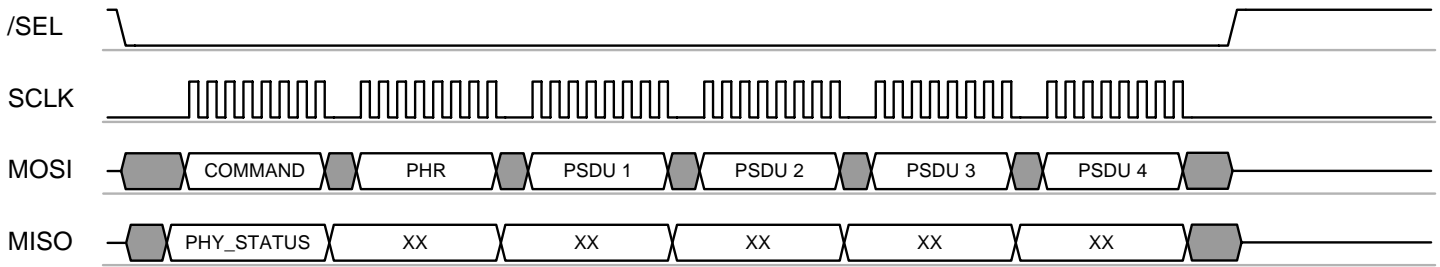 /SEL
SCLK
MOSI COMMAND PHR PSDU 1 PSDU 2 PSDU 3 PSDU 4
MISO PHY_STATUS XX XX XX XX XX